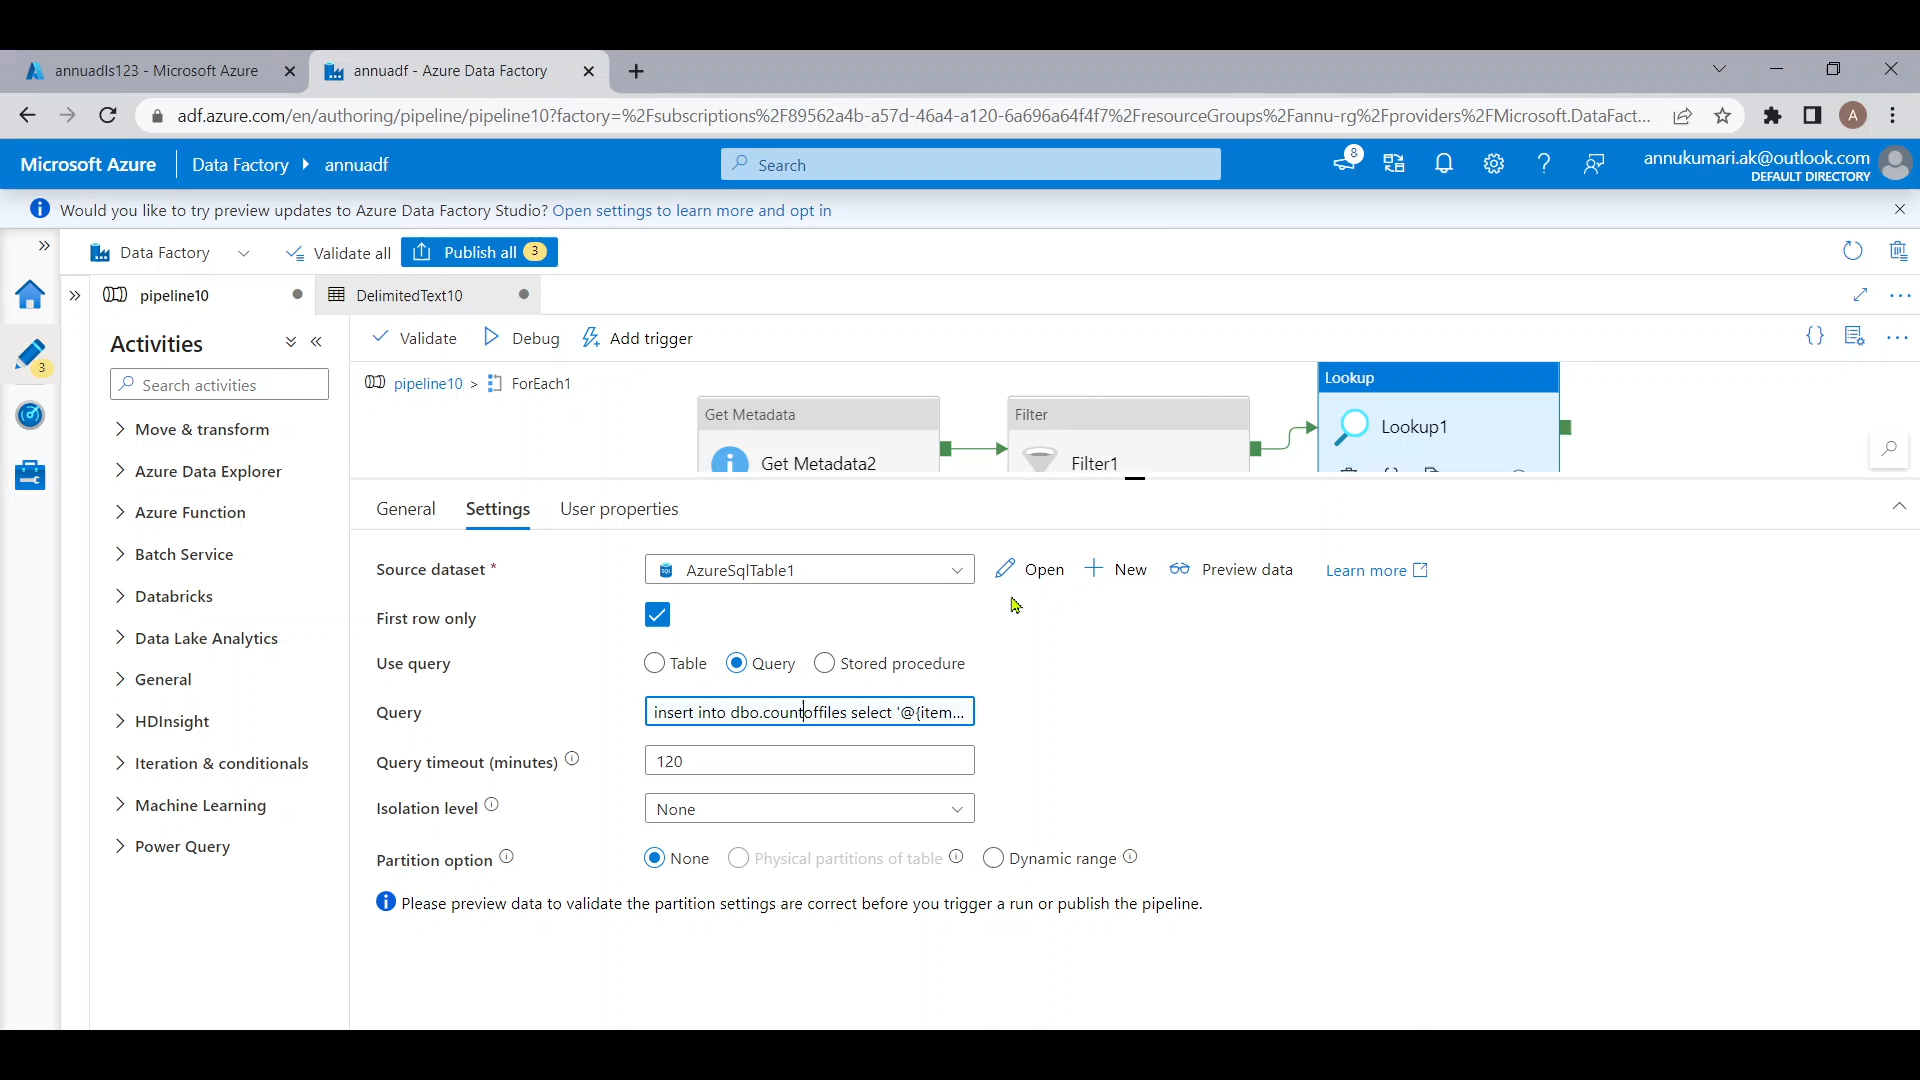 annuadls123 - Microsoft Azure
annuadf - Azure Data Factory
adf.azure.com/en/authoring/pipeline/pipeline10?factory=%2Fsubscriptions%2F89562a4b-a57d-46a4-a120-6a696a64f4f7%2FresourceGroups%2Fannu-rg%2Fproviders%2FMicrosoft.DataFact...
A
Microsoft Azure
Data Factory
annuadf
Search
8
annukumari.ak@outlook.com
DEFAULT DIRECTORY
Would you like to try preview updates to Azure Data Factory Studio? Open settings to learn more and opt in
Data Factory
Validate all
Publish all 3
pipeline10
DelimitedText10
3
Activities
Search activities
Move & transform
Azure Data Explorer
Azure Function
Batch Service
Databricks
Data Lake Analytics
General
HDInsight
Iteration & conditionals
Machine Learning
Power Query
Validate
Debug
Add trigger
pipeline10 > ForEach1
Get Metadata
Get Metadata2
Filter
Filter1
Lookup
Lookup1
General
Settings
User properties
Source dataset *
SQL
AzureSqlTable1
Open
New
Preview data
Learn more
First row only
Use query
Table
Query
Stored procedure
Query
insert into dbo.countoffiles select '@{item...
Query timeout (minutes)
120
Isolation level
None
Partition option
None
Physical partitions of table
Dynamic range
Please preview data to validate the partition settings are correct before you trigger a run or publish the pipeline.